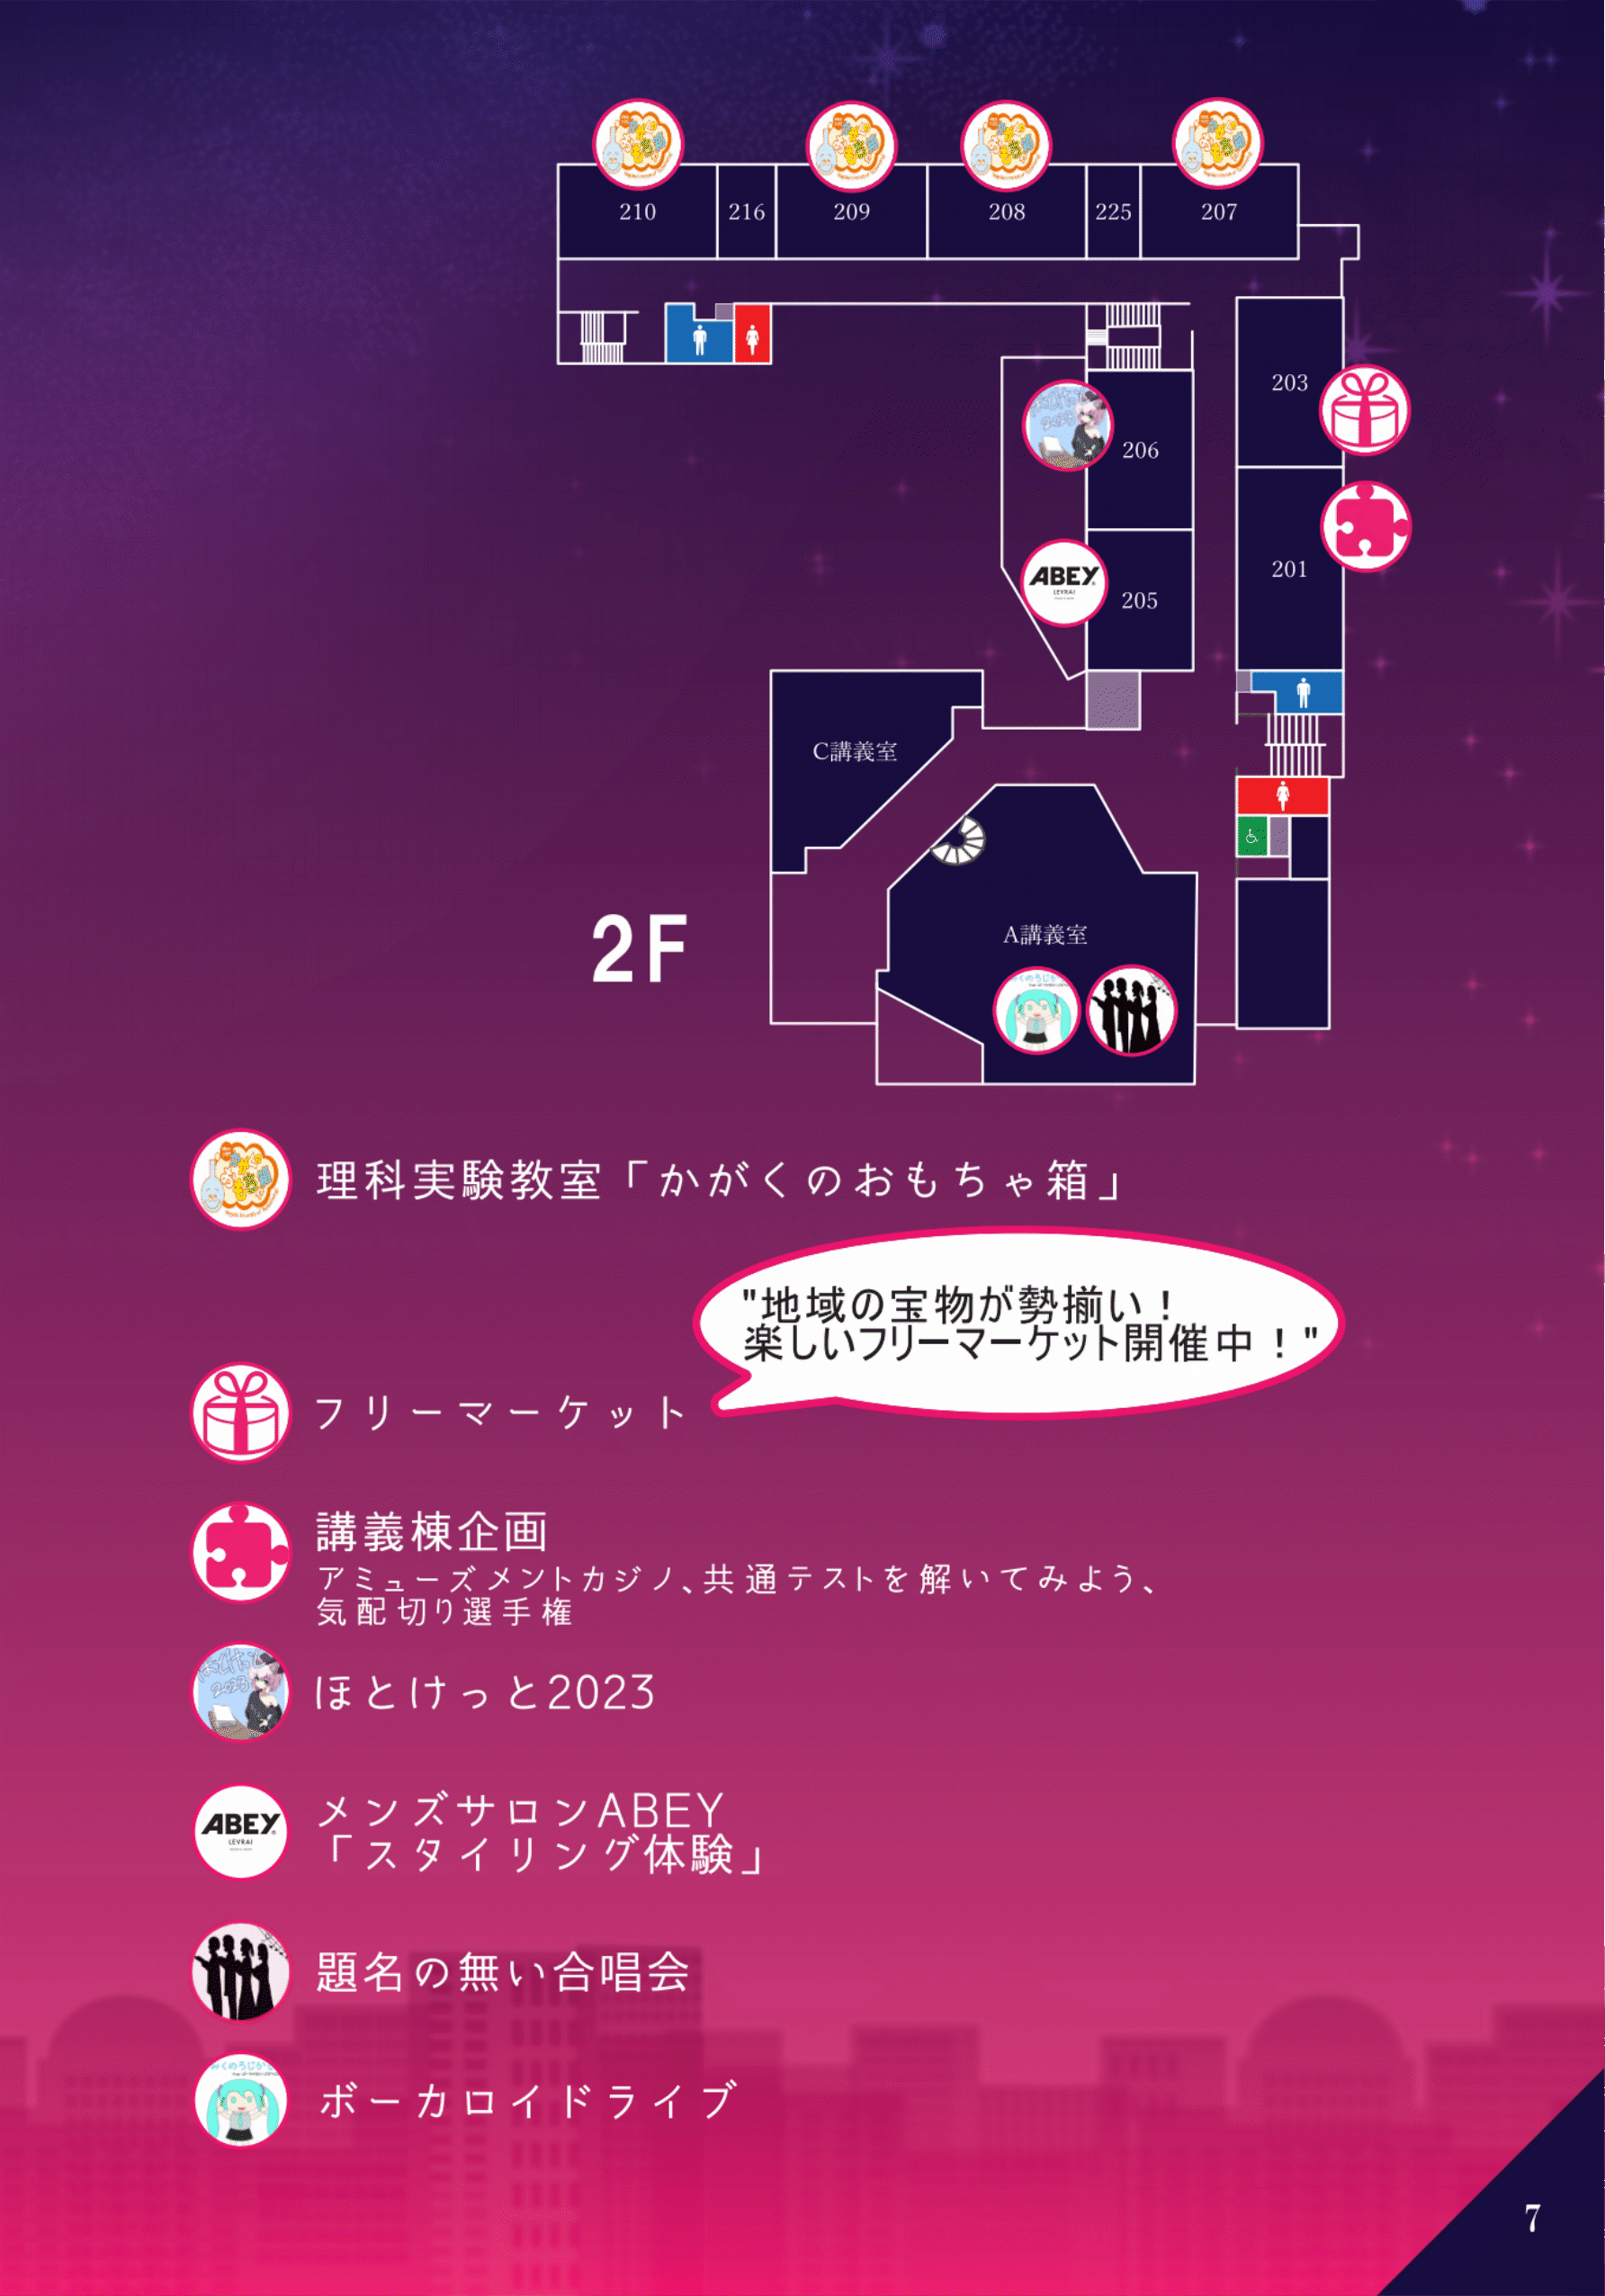 210
216
209
208
225
207
203
206
201
205
ABEY
LEVRAI
C講義室
A講義室
2F
理科実験教室「かがくのおもちゃ箱」
"地域の宝物が勢揃い！
楽しいフリーマーケット開催中！"
フリーマーケット
講義棟企画
アミューズメントカジノ、共通テストを解いてみよう、
気配切り選手権
ほとけっと2023
ABEY
LEVRAI
メンズサロンABEY
「スタイリング体験」
題名の無い合唱会
ボーカロイドライブ
7